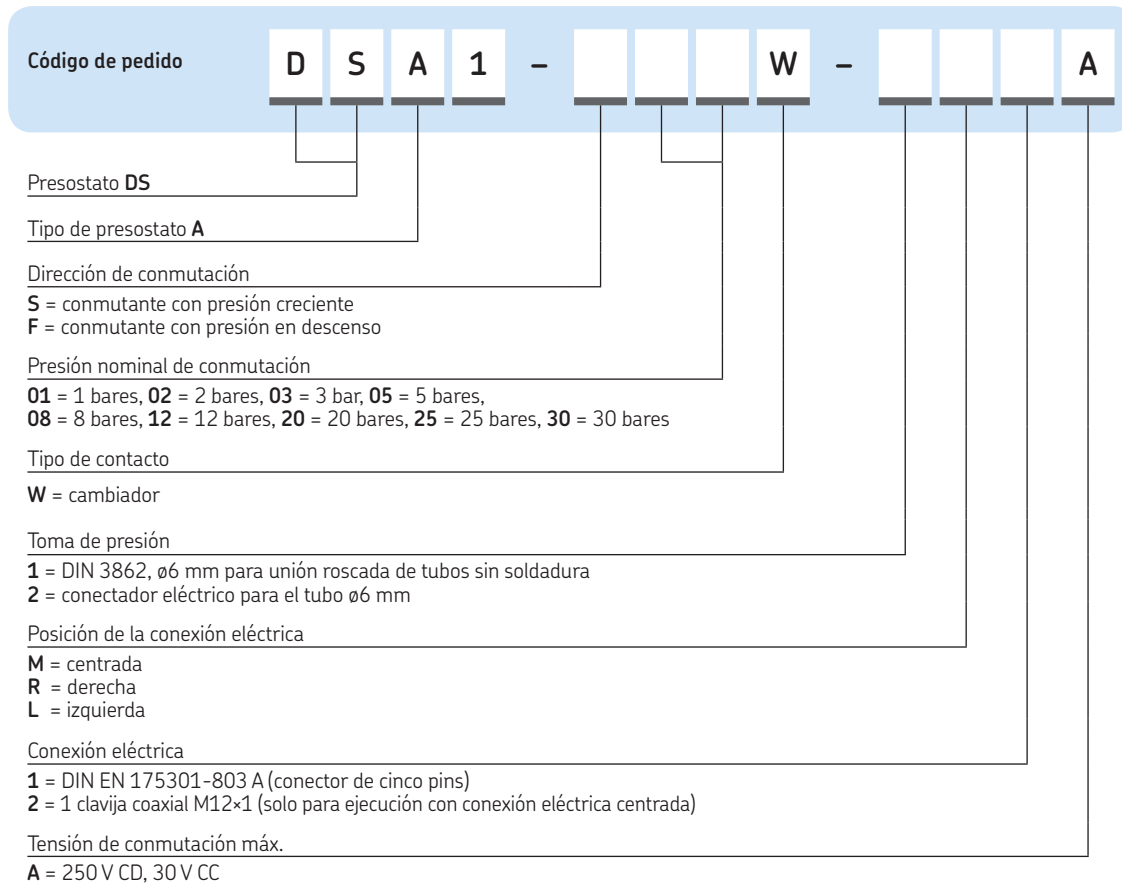 Código de pedido D S A 1 – W – A
Presostato DS
Tipo de presostato A
Dirección de conmutación
S = conmutante con presión creciente
F = conmutante con presión en descenso
Presión nominal de conmutación
01 = 1 bares, 02 = 2 bares, 03 = 3 bar, 05 = 5 bares,
08 = 8 bares, 12 = 12 bares, 20 = 20 bares, 25 = 25 bares, 30 = 30 bares
Tipo de contacto
W = cambiador
Toma de presión
1 = DIN 3862, ø6 mm para unión roscada de tubos sin soldadura
2 = conectador eléctrico para el tubo ø6 mm
Posición de la conexión eléctrica
M = centrada
R = derecha
L = izquierda
Conexión eléctrica
1 = DIN EN 175301-803 A (conector de cinco pins)
2 = 1 clavija coaxial M12×1 (solo para ejecución con conexión eléctrica centrada)
Tensión de conmutación máx.
A = 250 V CD, 30 V CC